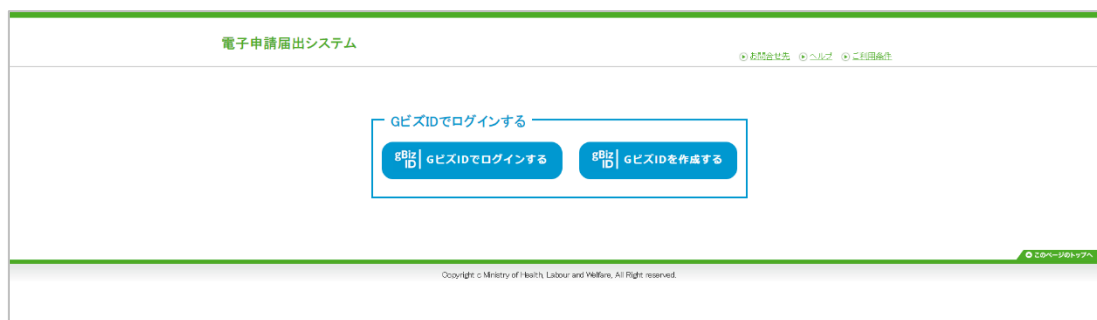 電子申請届出システム
お問合せ先 ヘルプ ご利用条件
GビズIDでログインする
gBiz ID GビズIDでログインする
gBiz ID GビズIDを作成する
このページのトップへ
Copyright c Ministry of Health, Labour and Welfare, All Right reserved.